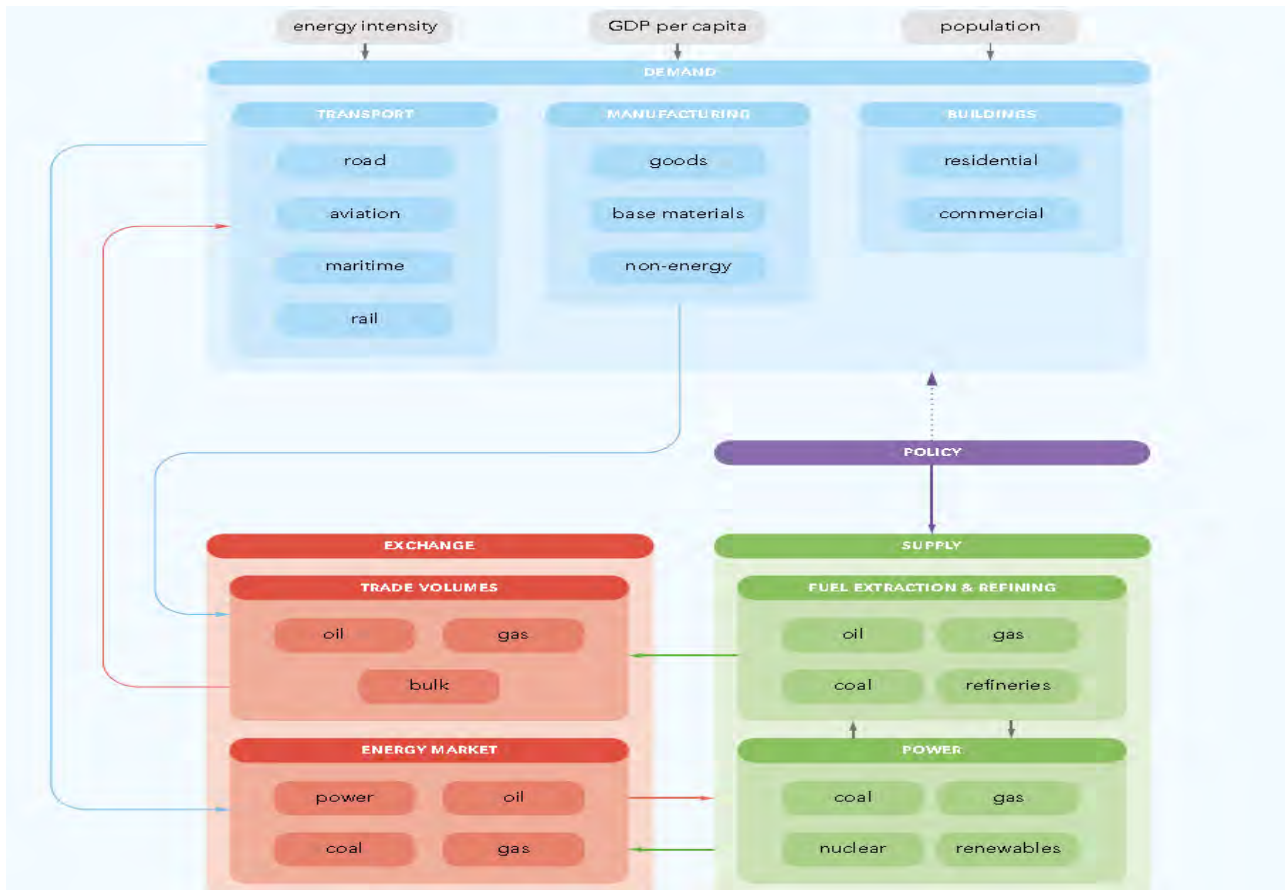 energy intensity GDP per capita population
DEMAND
TRANSPORT MANUFACTURING BUILDINGS
road goods residential
aviation base materials commercial
maritime non-energy
rail
POLICY
EXCHANGE SUPPLY
TRADE VOLUMES FUEL EXTRACTION & REFINING
oil gas oil gas
bulk coal refineries
ENERGY MARKET POWER
power oil coal gas
coal gas nuclear renewables